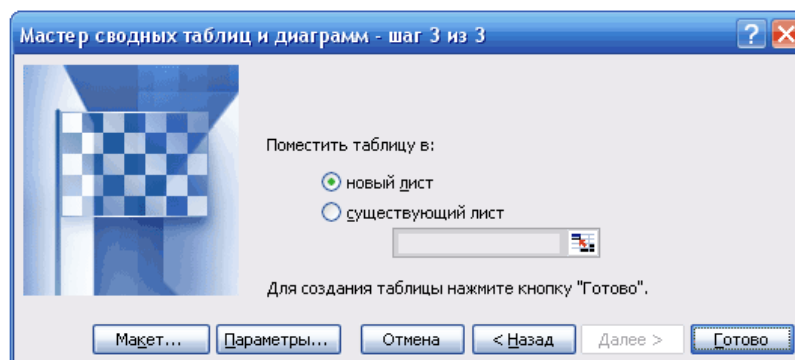 Мастер сводных таблиц и диаграмм - шаг 3 из 3
Поместить таблицу в:
новый лист
существующий лист
Для создания таблицы нажмите кнопку "Готово".
Макет... Параметры... Отмена < Назад Далее > Готово